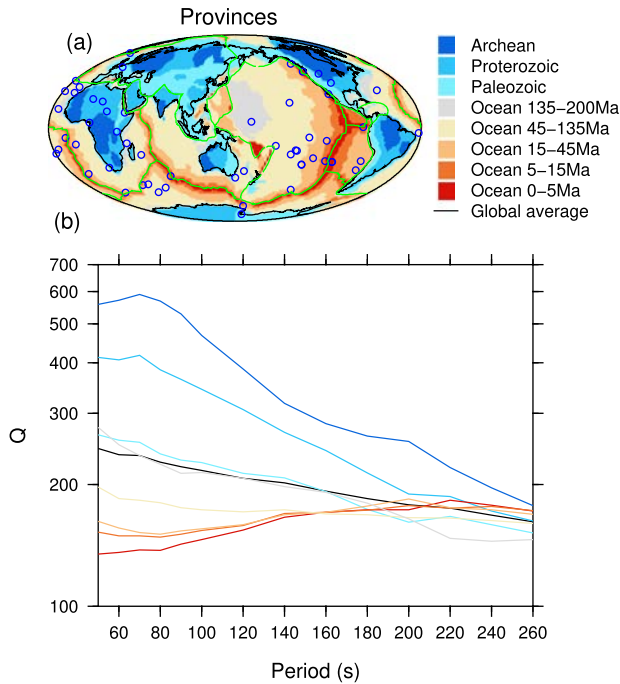 Provinces
(a)
Archean
Proterozoic
Paleozoic
Ocean 135−200Ma
Ocean 45−135Ma
Ocean 15−45Ma
Ocean 5−15Ma
Ocean 0−5Ma
Global average
(b)
700
600
500
400
300
200
100
Q
60 80 100 120 140 160 180 200 220 240 260
Period (s)